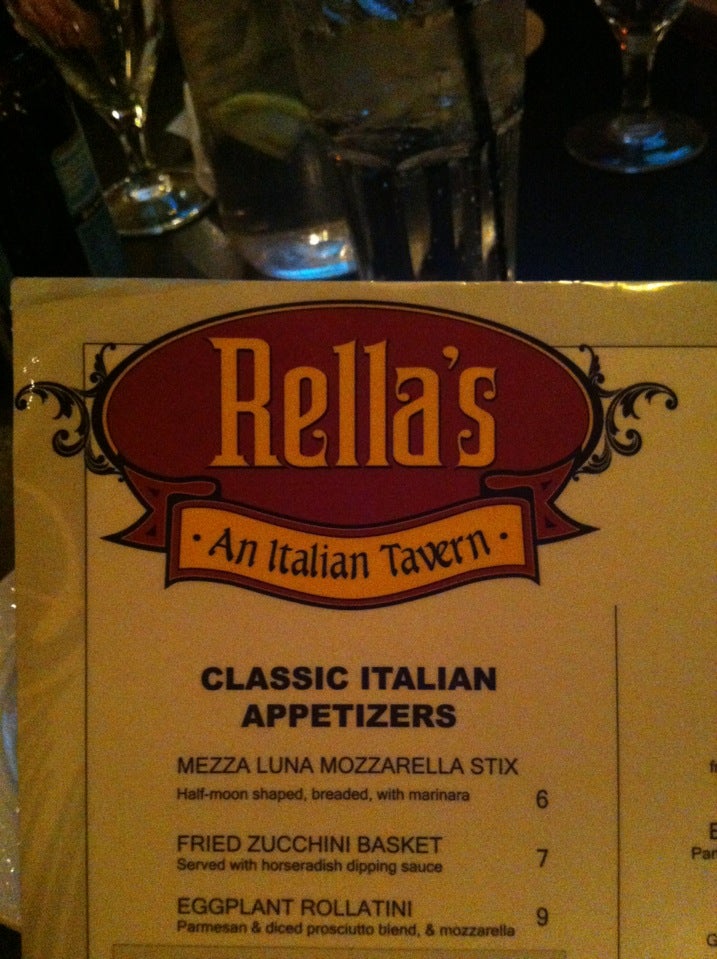 Rella's
· An Italian Tavern ·
CLASSIC ITALIAN
APPETIZERS
MEZZA LUNA MOZZARELLA STIX
Half-moon shaped, breaded, with marinara 6
FRIED ZUCCHINI BASKET
Served with horseradish dipping sauce 7
EGGPLANT ROLLATINI
Parmesan & diced prosciutto blend, & mozzarella 9